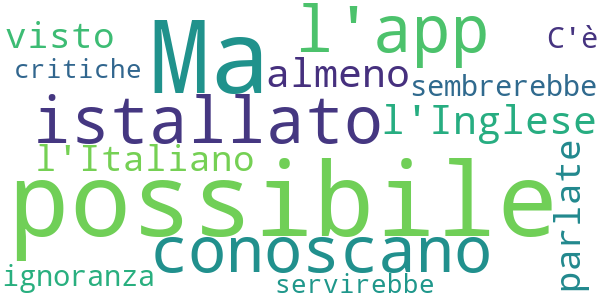 Ma
l'app
visto
C'è
critiche
almeno
sembrerebbe
istallato
l'Inglese
l'Italiano
possibile
parlate
conoscano
ignoranza
servirebbe